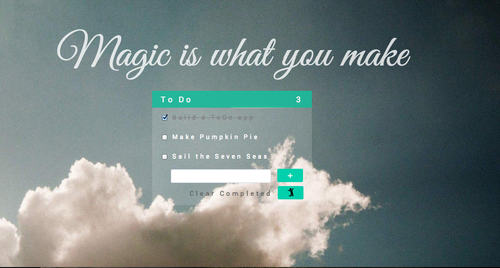 Magic is what you make
To Do 3
Build a ToDo app
Make Pumpkin Pie
Sail the Seven Seas
+
Clear Completed